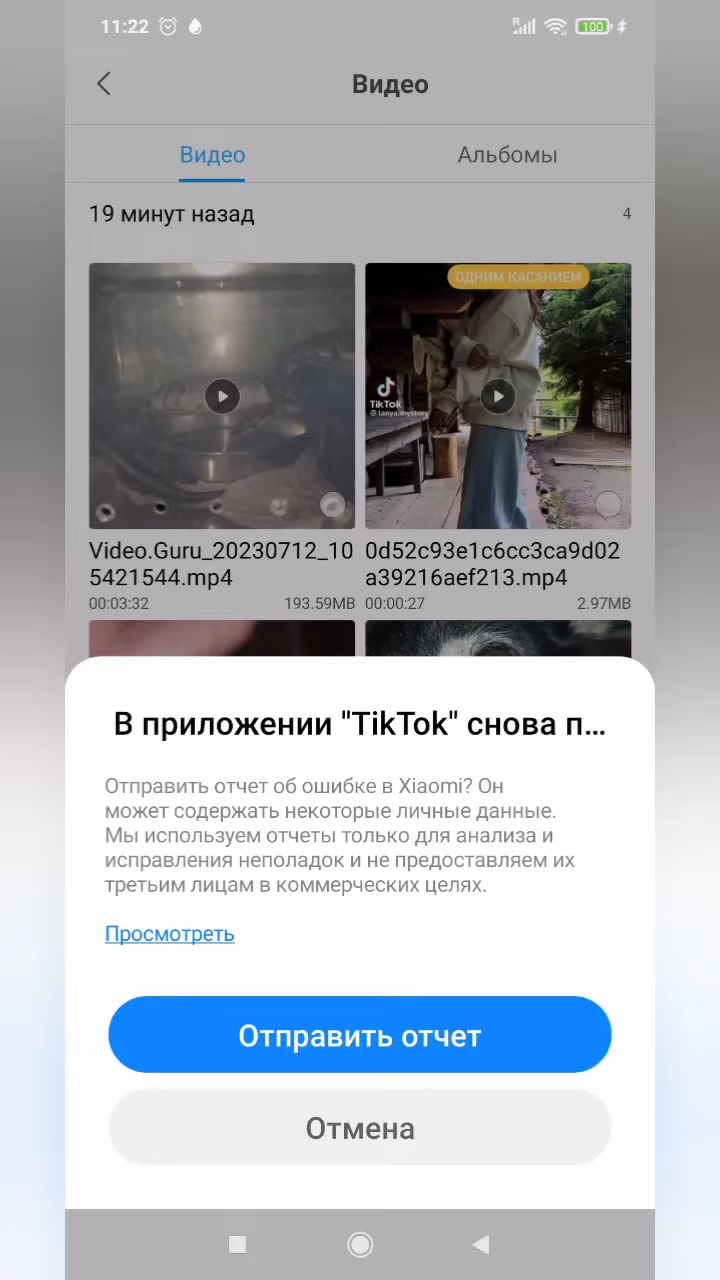 11:22
R
100
Видео
Видео
Альбомы
19 минут назад
4
ОДНИМ КАСАНИЕМ
TikTok
@tanya.mystory
Video.Guru_20230712_10
5421544.mp4
00:03:32
193.59MB
0d52c93e1c6cc3ca9d02
a39216aef213.mp4
00:00:27
2.97MB
В приложении "TikTok" снова п...
Отправить отчет об ошибке в Xiaomi? Он
может содержать некоторые личные данные.
Мы используем отчеты только для анализа и
исправления неполадок и не предоставляем их
третьим лицам в коммерческих целях.
Просмотреть
Отправить отчет
Отмена